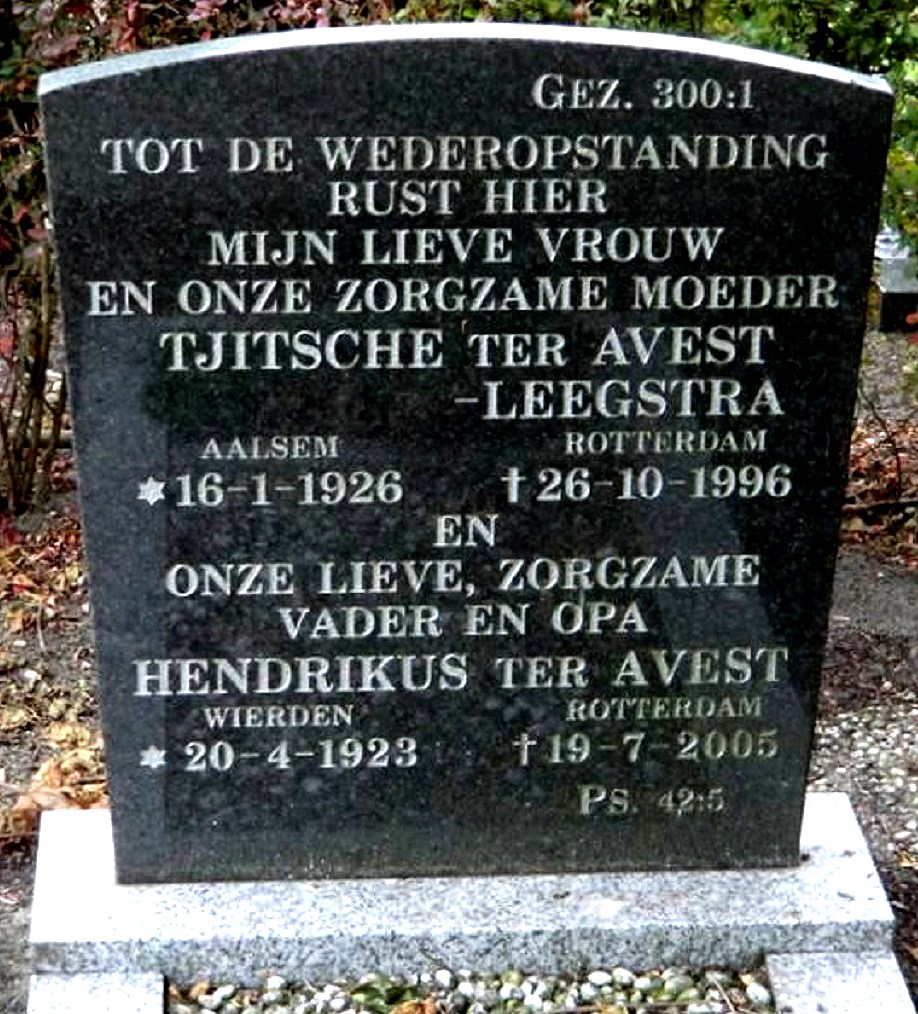 GEZ. 300:1
TOT DE WEDEROPSTANDING
RUST HIER
MIJN LIEVE VROUW
EN ONZE ZORGZAME MOEDER
TJITSCHE TER AVEST
-LEEGSTRA
AALSEM ROTTERDAM
* 16-1-1926 † 26-10-1996
EN
ONZE LIEVE, ZORGZAME
VADER EN OPA
HENDRIKUS TER AVEST
WIERDEN ROTTERDAM
* 20-4-1923 † 19-7-2005
PS. 42:5